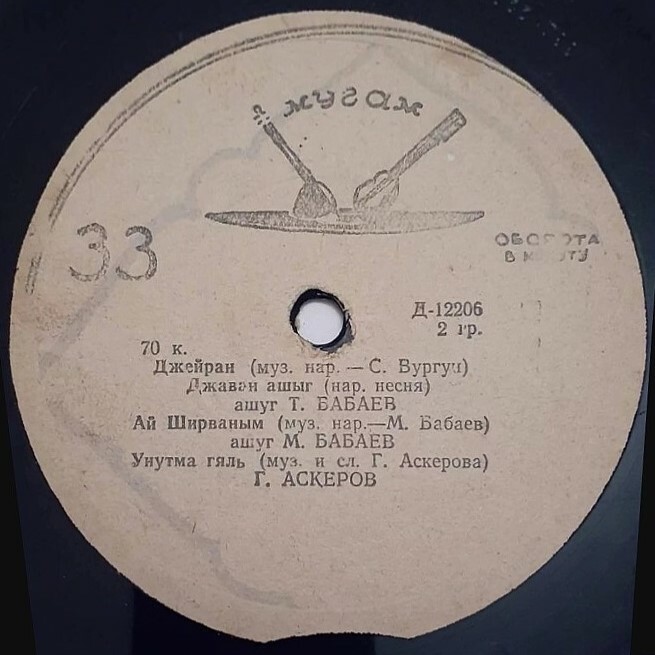 мугам
33
ОБОРОТА
В МИНУТУ
Д-12206
2 гр.
70 к.
Джейран (муз. нар. — С. Вургун)
Джаван ашыг (нар. песня)
ашуг Т. БАБАЕВ
Ай Ширваным (муз. нар.—М. Бабаев)
ашуг М. БАБАЕВ
Унутма гяль (муз. и сл. Г. Аскерова)
Г. АСКЕРОВ